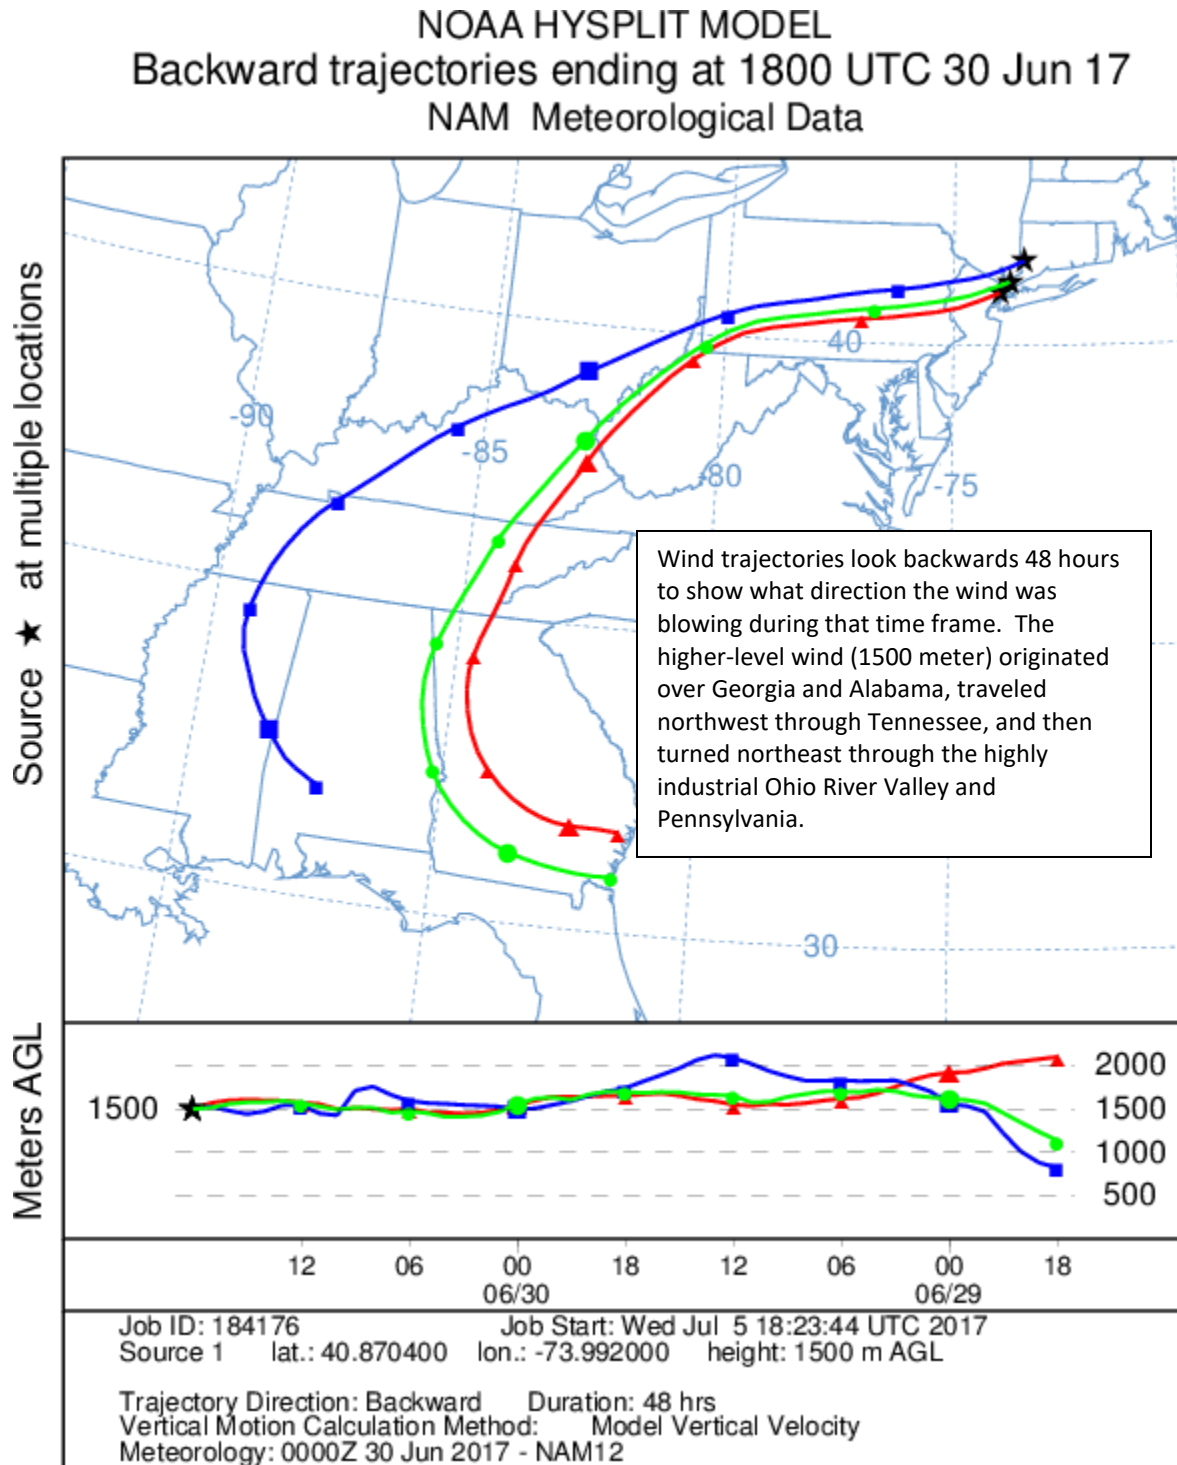 NOAA HYSPLIT MODEL
Backward trajectories ending at 1800 UTC 30 Jun 17
NAM Meteorological Data
Source ★ at multiple locations
40
-90
-85
-80
-75
Wind trajectories look backwards 48 hours
to show what direction the wind was
blowing during that time frame. The
higher-level wind (1500 meter) originated
over Georgia and Alabama, traveled
northwest through Tennessee, and then
turned northeast through the highly
industrial Ohio River Valley and
Pennsylvania.
30
Meters AGL
1500
2000
1500
1000
500
12 06 00 18 12 06 00 18
06/30 06/29
Job ID: 184176 Job Start: Wed Jul 5 18:23:44 UTC 2017
Source 1 lat.: 40.870400 lon.: -73.992000 height: 1500 m AGL
Trajectory Direction: Backward Duration: 48 hrs
Vertical Motion Calculation Method: Model Vertical Velocity
Meteorology: 0000Z 30 Jun 2017 - NAM12